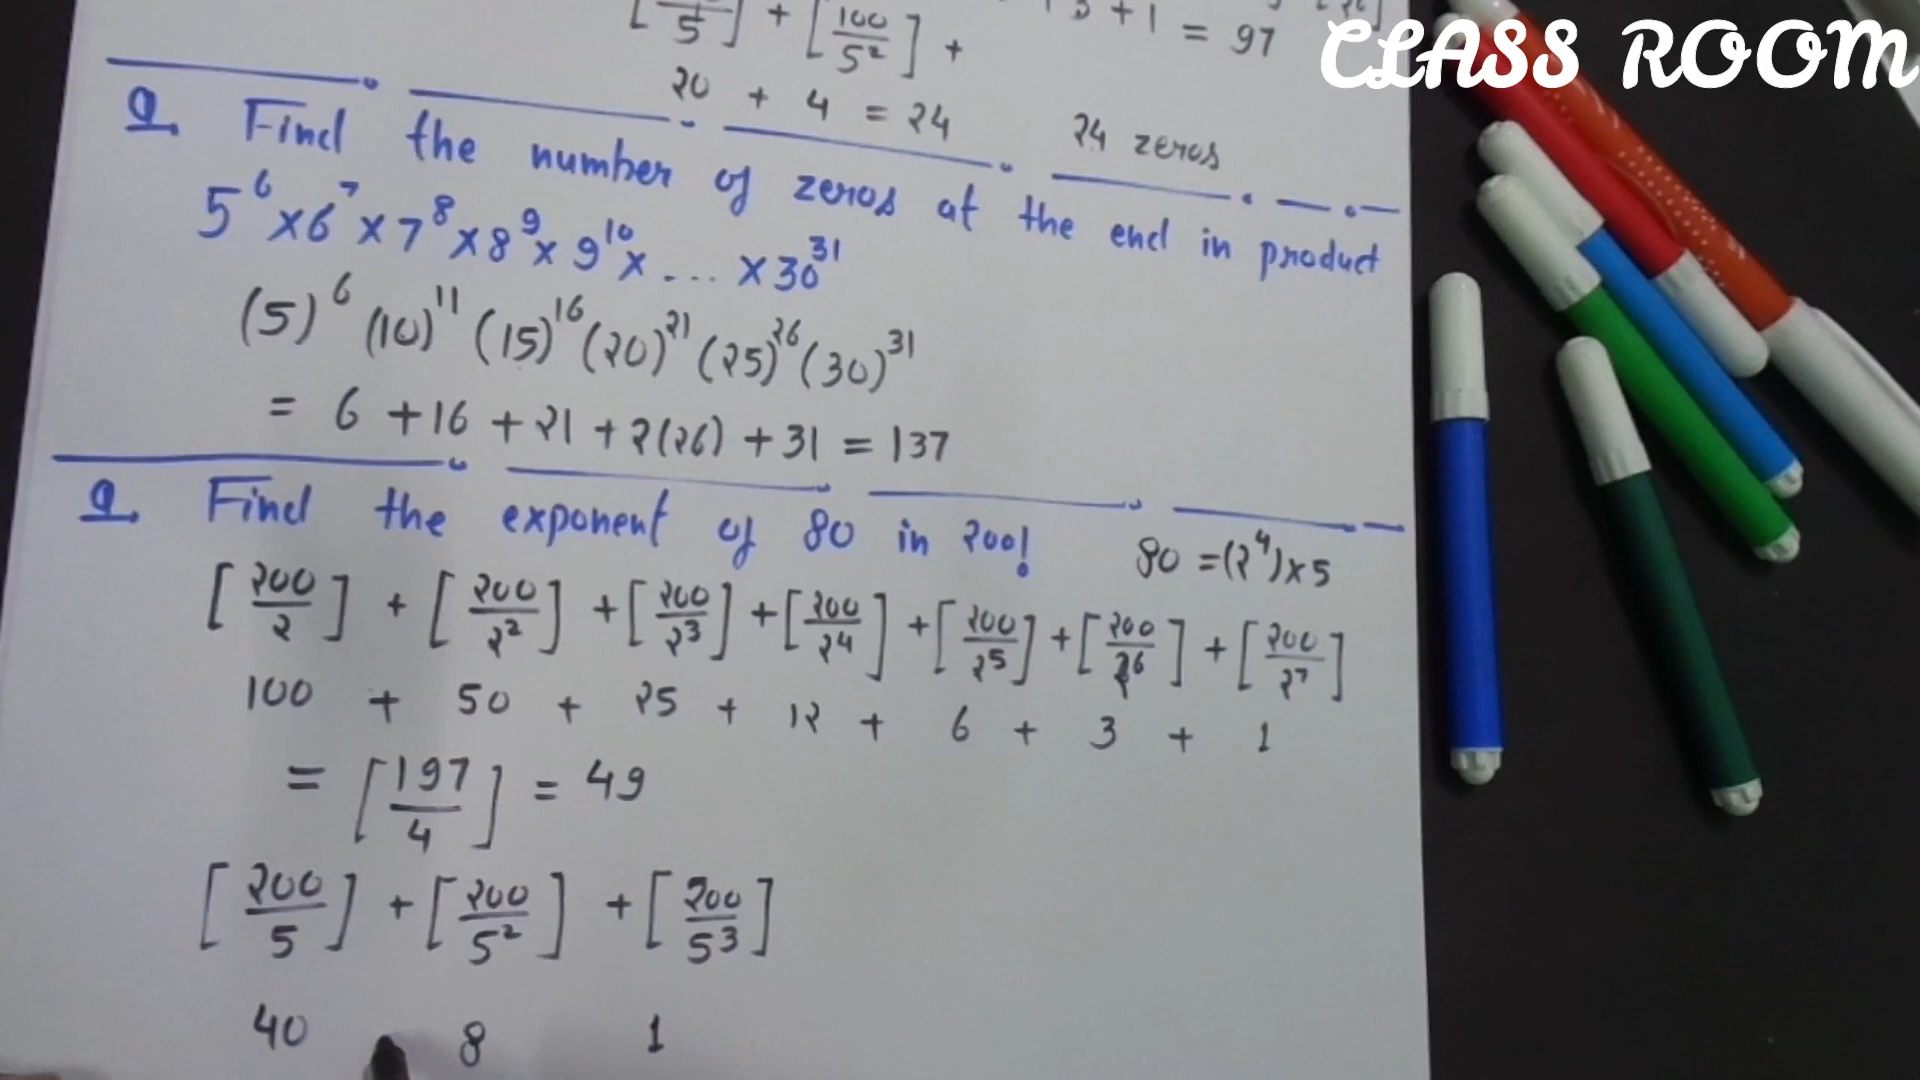 [ /5 ] + [ 100/5² ] +
+ 3 + 1 = 97
CLASS ROOM
20 + 4 = 24
24 zeros
Q. Find the number of zeros at the end in product
5⁶ × 6⁷ × 7⁸ × 8⁹ × 9¹⁰ × . . . . × 30³¹
(5)⁶ (10)¹¹ (15)¹⁶ (20)²¹ (25)²⁶ (30)³¹
= 6 + 16 + 21 + 2(26) + 31 = 137
Q. Find the exponent of 80 in 200!
80 = (2⁴) × 5
[200/2] + [200/2²] + [200/2³] + [200/2⁴] + [200/2⁵] + [200/2⁶] + [200/2⁷]
100 + 50 + 25 + 12 + 6 + 3 + 1
= [197/4] = 49
[200/5] + [200/5²] + [200/5³]
40 8 1